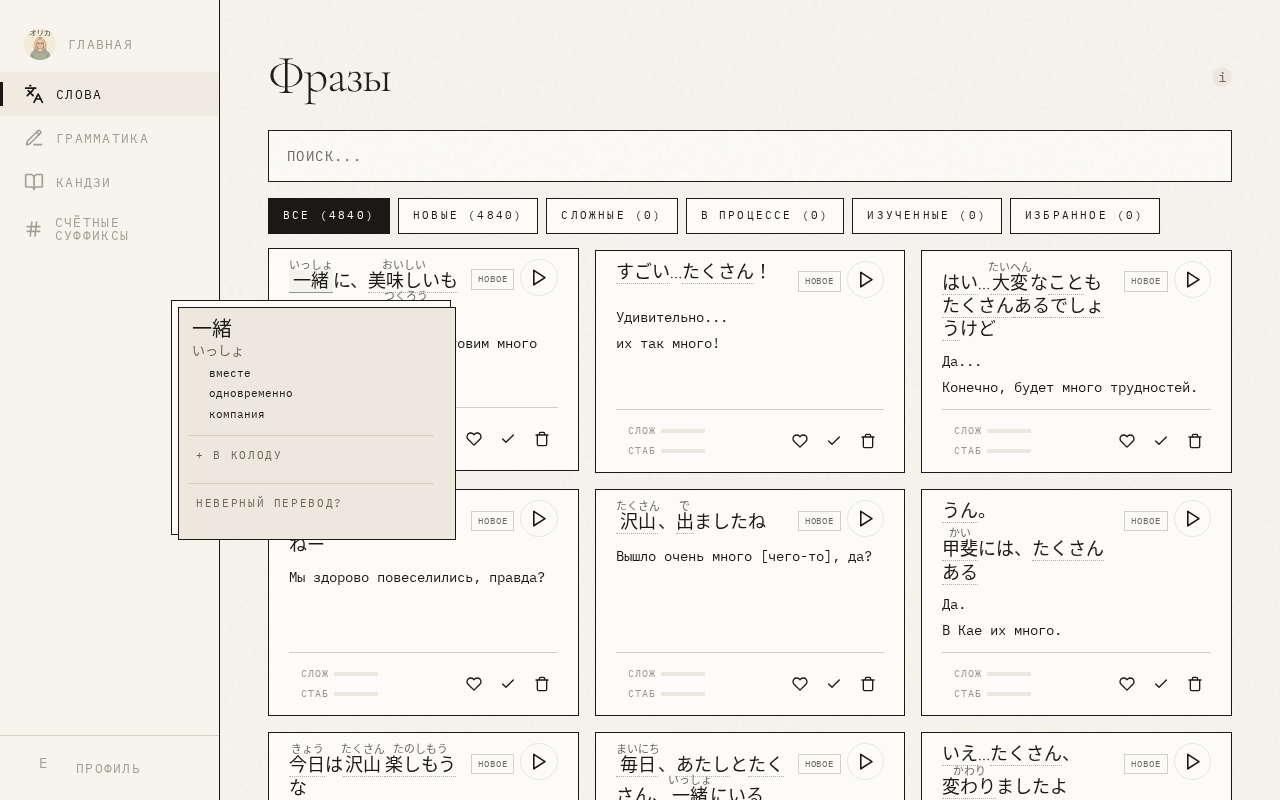 オリカ
ГЛАВНАЯ
СЛОВА
ГРАММАТИКА
КАНДЗИ
СЧЁТНЫЕ
СУФФИКСЫ
E
ПРОФИЛЬ
Фразы
i
ПОИСК...
ВСЕ (4840)
НОВЫЕ (4840)
СЛОЖНЫЕ (0)
В ПРОЦЕССЕ (0)
ИЗУЧЕННЫЕ (0)
ИЗБРАННОЕ (0)
いっしょ おいしい
一緒に、美味しいも
つくろう
НОВОЕ
овим много
一緒
いっしょ
вместе
одновременно
компания
+ В КОЛОДУ
НЕВЕРНЫЙ ПЕРЕВОД?
すごい…たくさん！
НОВОЕ
Удивительно...
их так много!
СЛОЖ
СТАБ
たいへん
はい…大変なことも
たくさんあるでしょ
うけど
НОВОЕ
Да...
Конечно, будет много трудностей.
СЛОЖ
СТАБ
НОВОЕ
ねー
Мы здорово повеселились, правда?
СЛОЖ
СТАБ
たくさん で
沢山、出ましたね
НОВОЕ
Вышло очень много [чего-то], да?
СЛОЖ
СТАБ
うん。
かい
甲斐には、たくさん
ある
НОВОЕ
Да.
В Кае их много.
СЛОЖ
СТАБ
きょう たくさん たのしもう
今日は沢山楽しもう
な
НОВОЕ
まいにち
毎日、あたしとたく
いっしょ
さん、一緒にいる
НОВОЕ
いえ…たくさん、
かわり
変わりましたよ
НОВОЕ